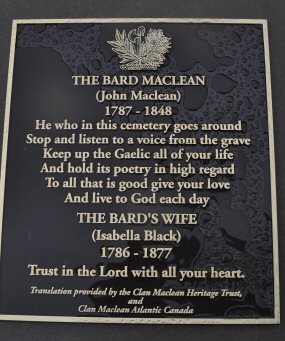 THE BARD MACLEAN
(John Maclean)
1787 - 1848
He who in this cemetery goes around
Stop and listen to a voice from the grave
Keep up the Gaelic all of your life
And hold its poetry in high regard
To all that is good give your love
And live to God each day
THE BARD'S WIFE
(Isabella Black)
1786 - 1877
Trust in the Lord with all your heart.
Translation provided by the Clan Maclean Heritage Trust,
and
Clan Maclean Atlantic Canada